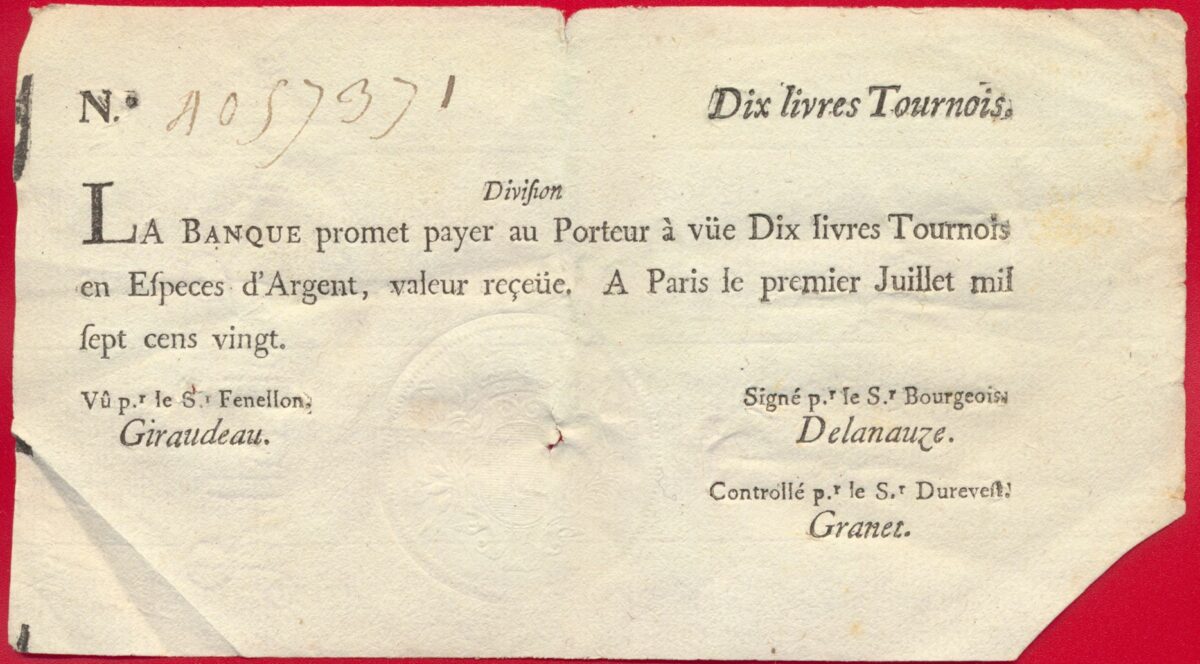 N.º A057371 Dix livres Tournois.
Diviſion
LA BANQUE promet payer au Porteur à vüe Dix livres Tournois
en Eſpeces d'Argent, valeur reçeüe. A Paris le premier Juillet mil
ſept cens vingt.
Vû p.r le S.r Fenellon, Signé p.r le S.r Bourgeois.
Giraudeau. Delanauze.
Controllé p.r le S.r Dureveſt.
Granet.